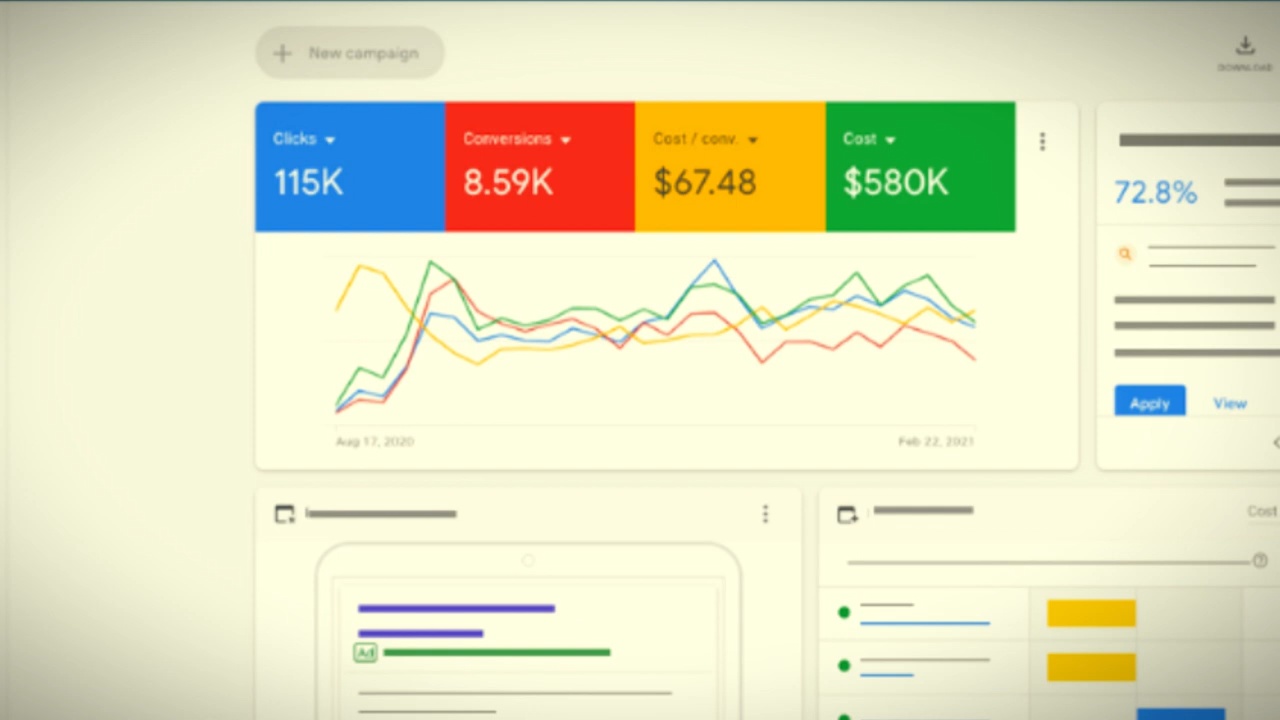 New campaign
DOWNLOAD
Clicks
115K
Conversions
8.59K
Cost / conv.
$67.48
Cost
$580K
72.8%
Apply
View
Aug 17, 2020
Feb 22, 2021
Cost
Ad